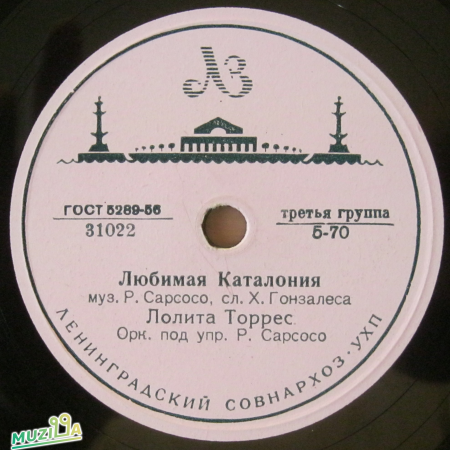 ЛЗ
ГОСТ 5289-56
31022
третья группа
5-70
Любимая Каталония
муз. Р. Сарсосо, сл. Х. Гонзалеса
Лолита Торрес
Орк. под упр. Р. Сарсосо
ЛЕНИНГРАДСКИЙ СОВНАРХОЗ·УХП